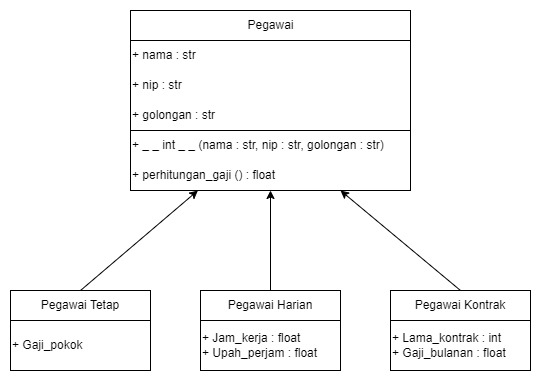 Pegawai
+ nama : str
+ nip : str
+ golongan : str
+ _ _ int _ _ (nama : str, nip : str, golongan : str)
+ perhitungan_gaji () : float
Pegawai Tetap
+ Gaji_pokok
Pegawai Harian
+ Jam_kerja : float
+ Upah_perjam : float
Pegawai Kontrak
+ Lama_kontrak : int
+ Gaji_bulanan : float